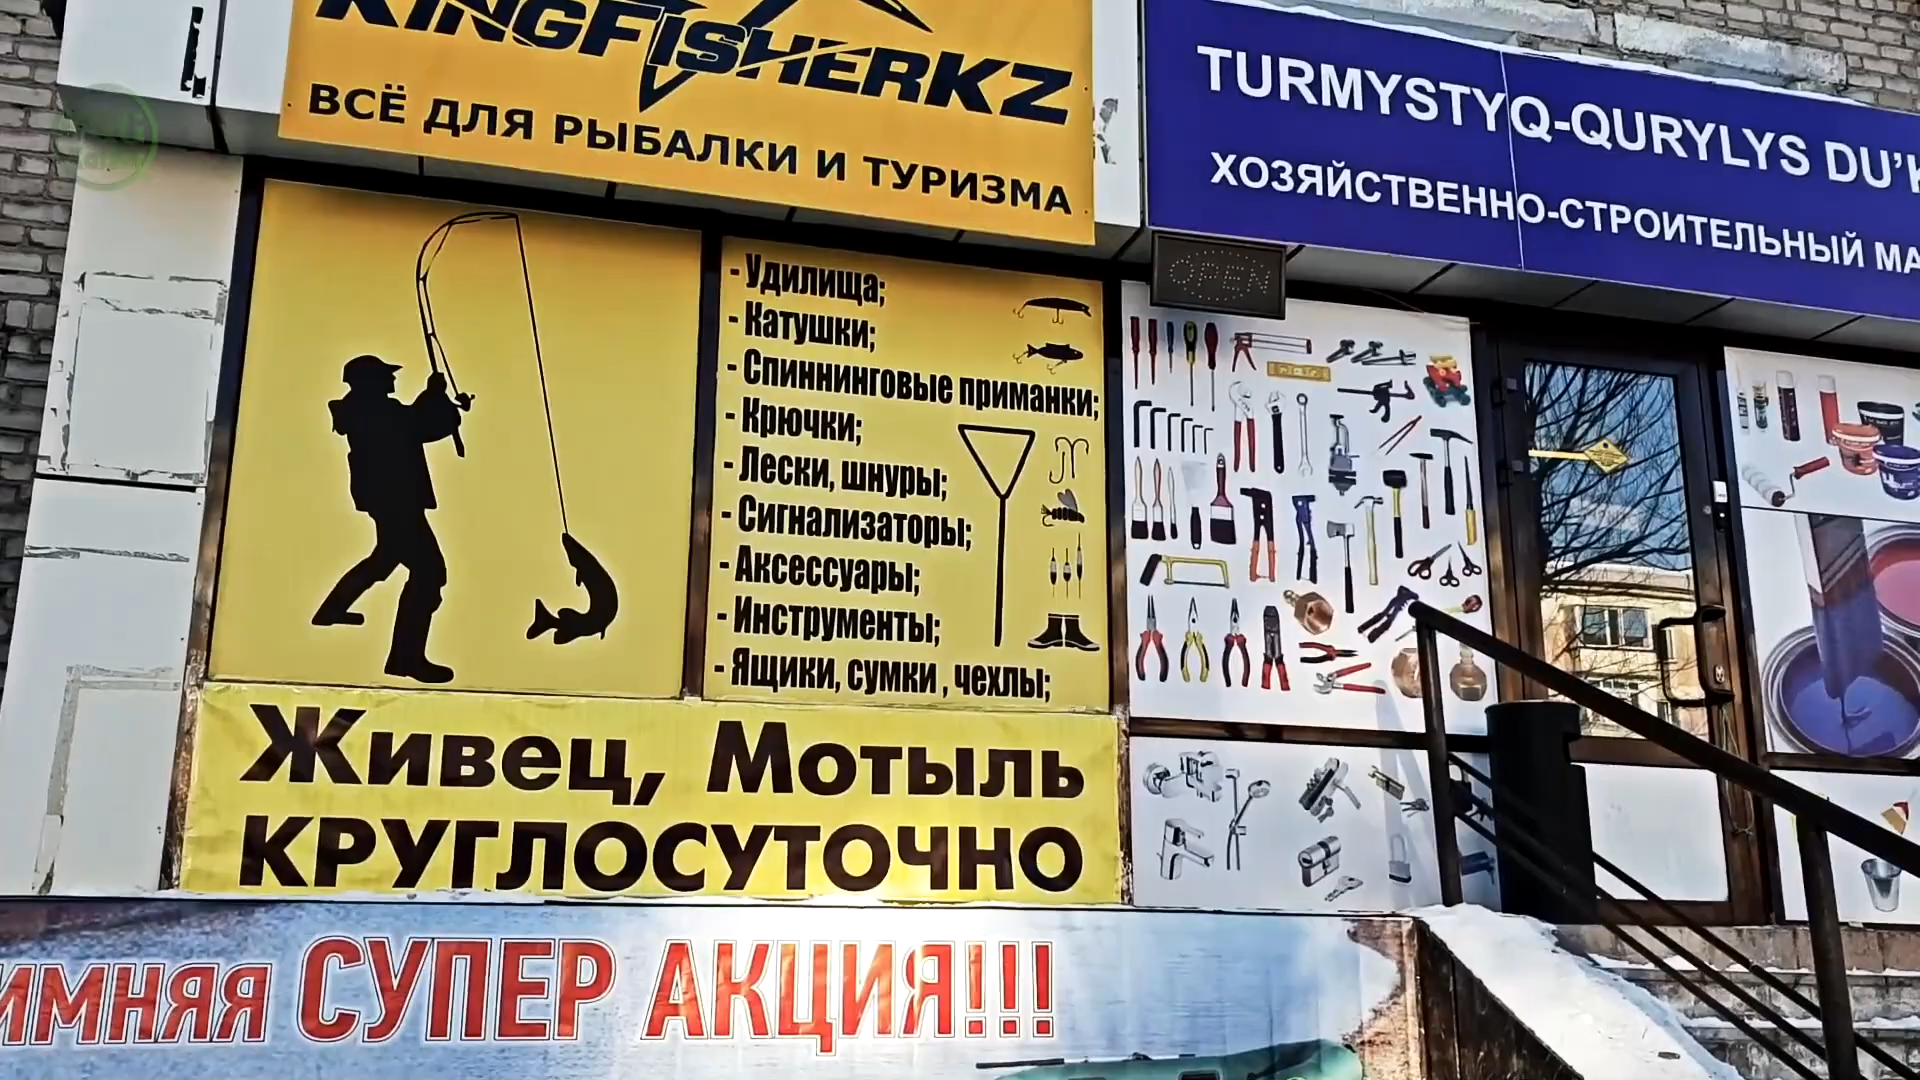 KINGFISHERKZ
ВСЁ ДЛЯ РЫБАЛКИ И ТУРИЗМА
TURMYSTYQ-QURYLYS
ХОЗЯЙСТВЕННО-СТРОИТЕЛЬНЫЙ
OPEN
- Удилища;
- Катушки;
- Спиннинговые приманки;
- Крючки;
- Лески, шнуры;
- Сигнализаторы;
- Аксессуары;
- Инструменты;
- Ящики, сумки , чехлы;
Живец, Мотыль
КРУГЛОСУТОЧНО
СУПЕР АКЦИЯ!!!